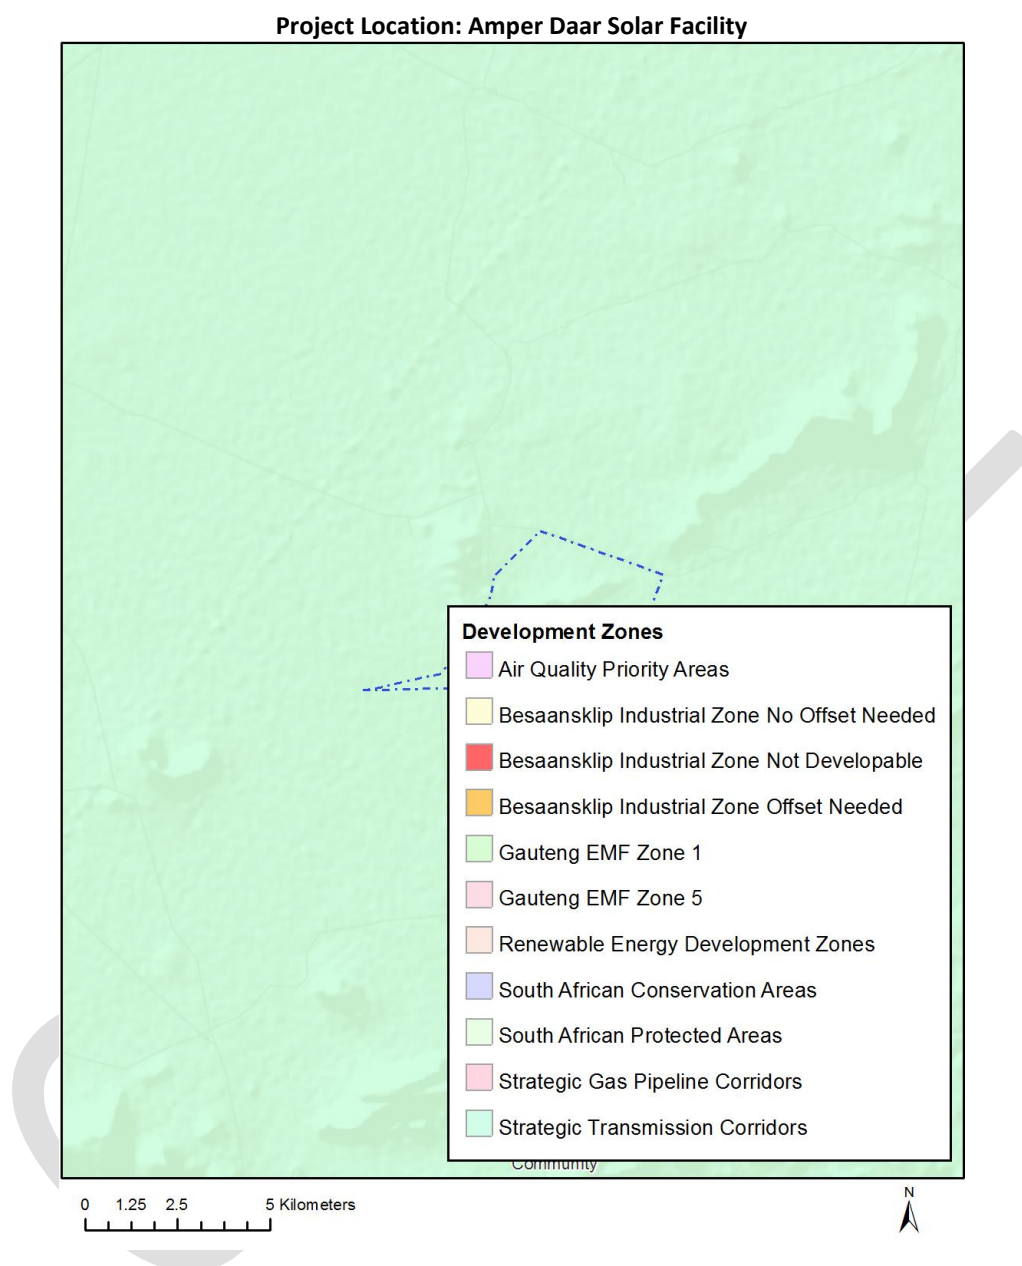 Project Location: Amper Daar Solar Facility
Development Zones
Air Quality Priority Areas
Besaansklip Industrial Zone No Offset Needed
Besaansklip Industrial Zone Not Developable
Besaansklip Industrial Zone Offset Needed
Gauteng EMF Zone 1
Gauteng EMF Zone 5
Renewable Energy Development Zones
South African Conservation Areas
South African Protected Areas
Strategic Gas Pipeline Corridors
Strategic Transmission Corridors
Community
0 1.25 2.5 5 Kilometers
N